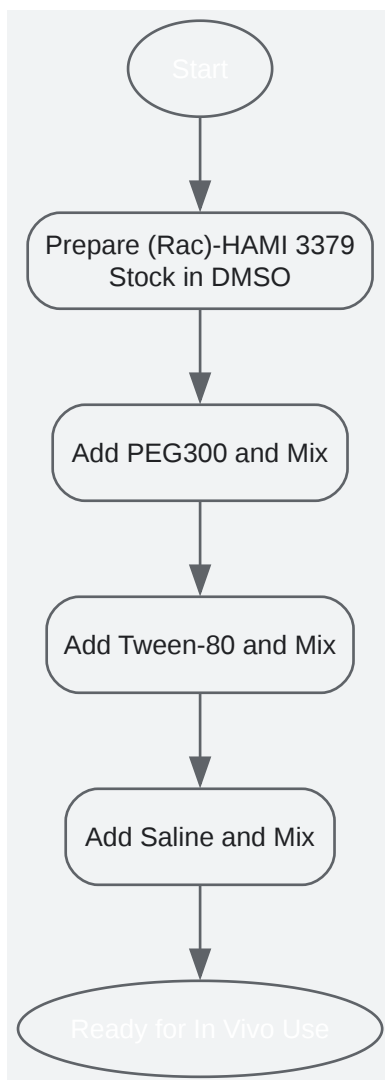 Start
Prepare (Rac)-HAMI 3379
Stock in DMSO
Add PEG300 and Mix
Add Tween-80 and Mix
Add Saline and Mix
Ready for In Vivo Use